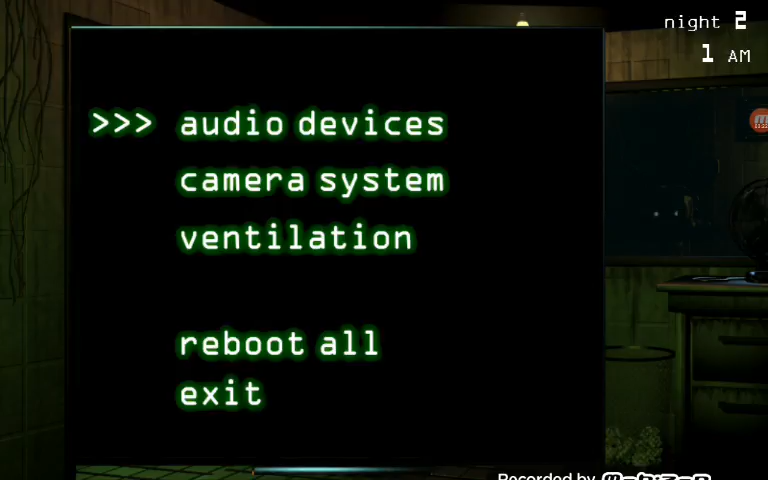 night 2
1 AM
>>> audio devices
camera system
ventilation
reboot all
exit
Recorded by